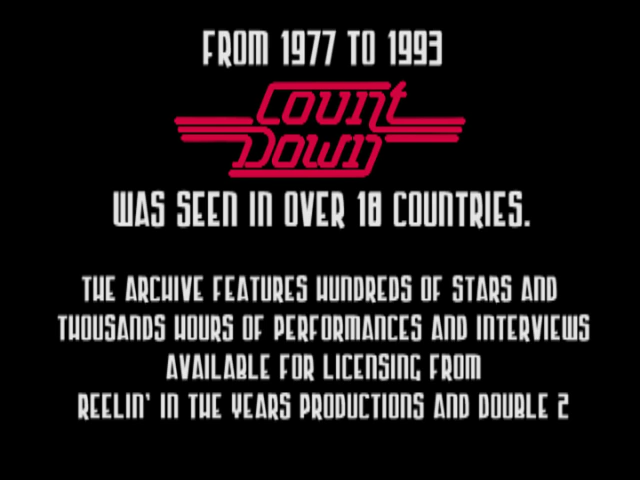 FROM 1977 TO 1993
Count
Down
WAS SEEN IN OVER 18 COUNTRIES.
THE ARCHIVE FEATURES HUNDREDS OF STARS AND
THOUSANDS HOURS OF PERFORMANCES AND INTERVIEWS
AVAILABLE FOR LICENSING FROM
REELIN' IN THE YEARS PRODUCTIONS AND DOUBLE 2